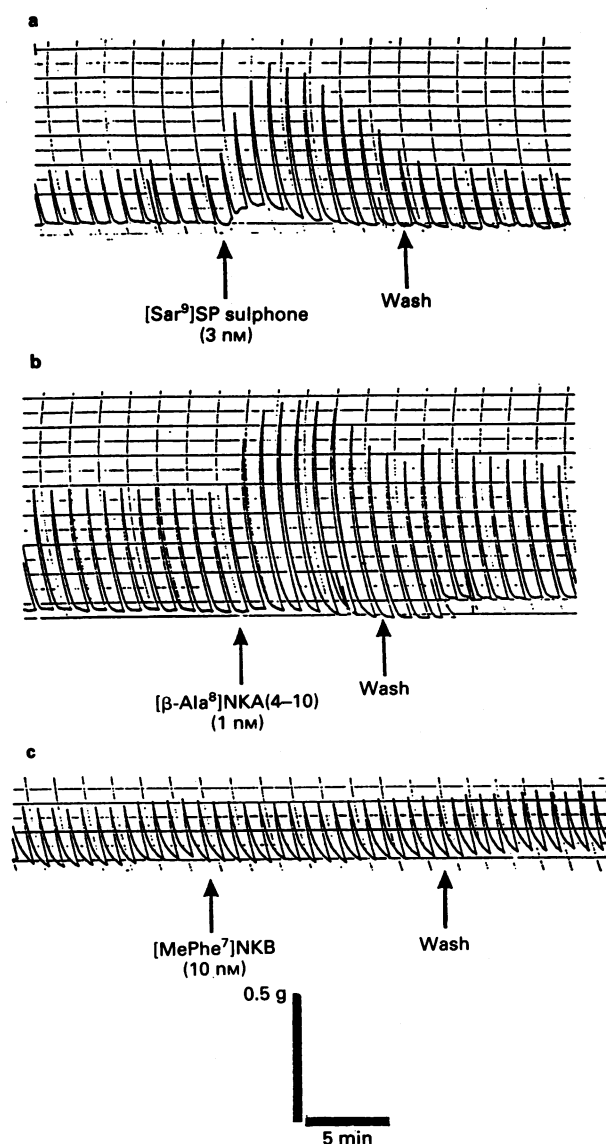 a
[Sar⁹]SP sulphone
(3 nM)
Wash
b
[β-Ala⁸]NKA(4–10)
(1 nM)
Wash
c
[MePhe⁷]NKB
(10 nM)
Wash
0.5 g
5 min